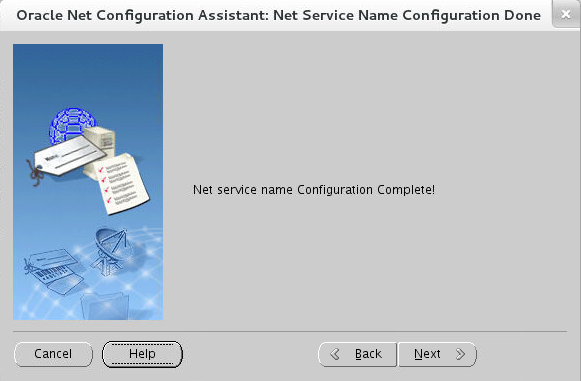 Oracle Net Configuration Assistant: Net Service Name Configuration Done
Net service name Configuration Complete!
Cancel
Help
Back
Next